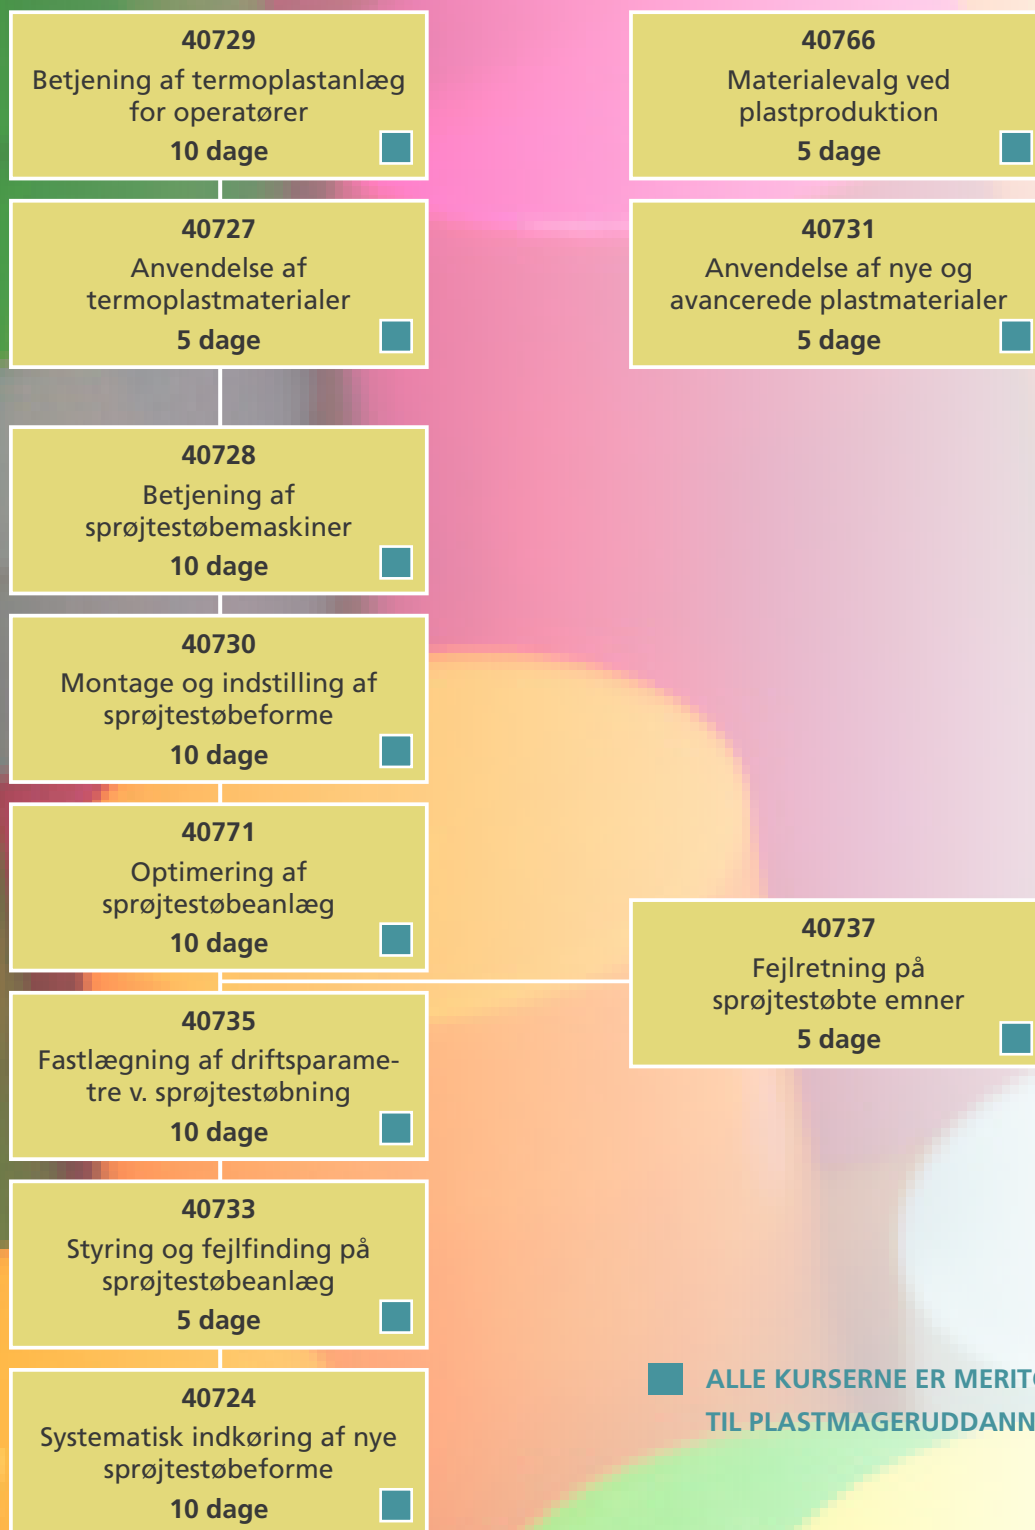 40729
Betjening af termoplastanlæg
for operatører
10 dage
40727
Anvendelse af
termoplastmaterialer
5 dage
40728
Betjening af
sprøjtestøbemaskiner
10 dage
40730
Montage og indstilling af
sprøjtestøbeforme
10 dage
40771
Optimering af
sprøjtestøbeanlæg
10 dage
40735
Fastlægning af driftsparame-
tre v. sprøjtestøbning
10 dage
40733
Styring og fejlfinding på
sprøjtestøbeanlæg
5 dage
40724
Systematisk indkøring af nye
sprøjtestøbeforme
10 dage
40766
Materialevalg ved
plastproduktion
5 dage
40731
Anvendelse af nye og
avancerede plastmaterialer
5 dage
40737
Fejlretning på
sprøjtestøbte emner
5 dage
ALLE KURSERNE ER
TIL